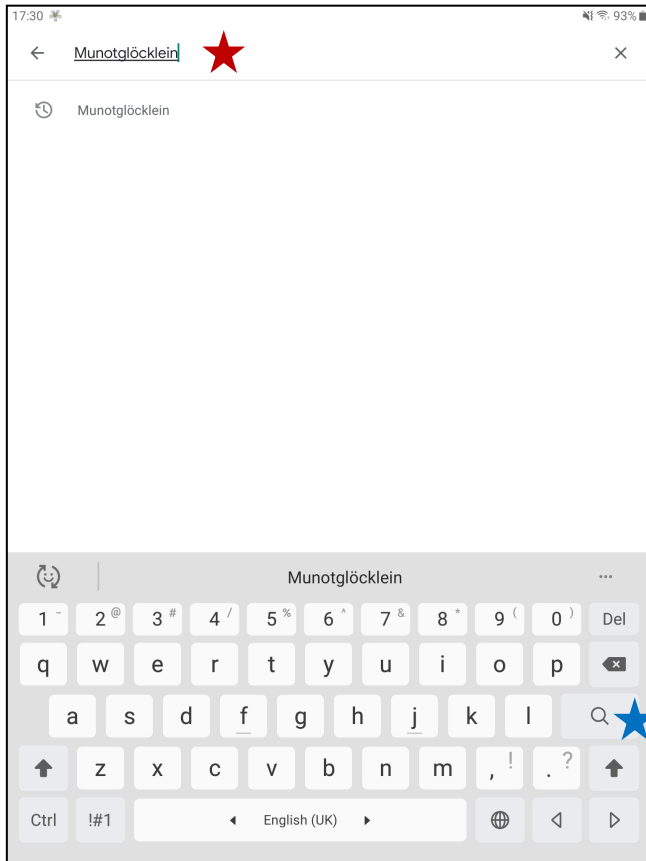 17:30 93%
Munotglöcklein
Munotglöcklein
Munotglöcklein ...
1 - 2 @ 3 # 4 / 5 % 6 ^ 7 & 8 * 9 ( 0 ) Del
q w e r t y u i o p
a s d f g h j k l
z x c v b n m , ! . ?
Ctrl !#1 English (UK)